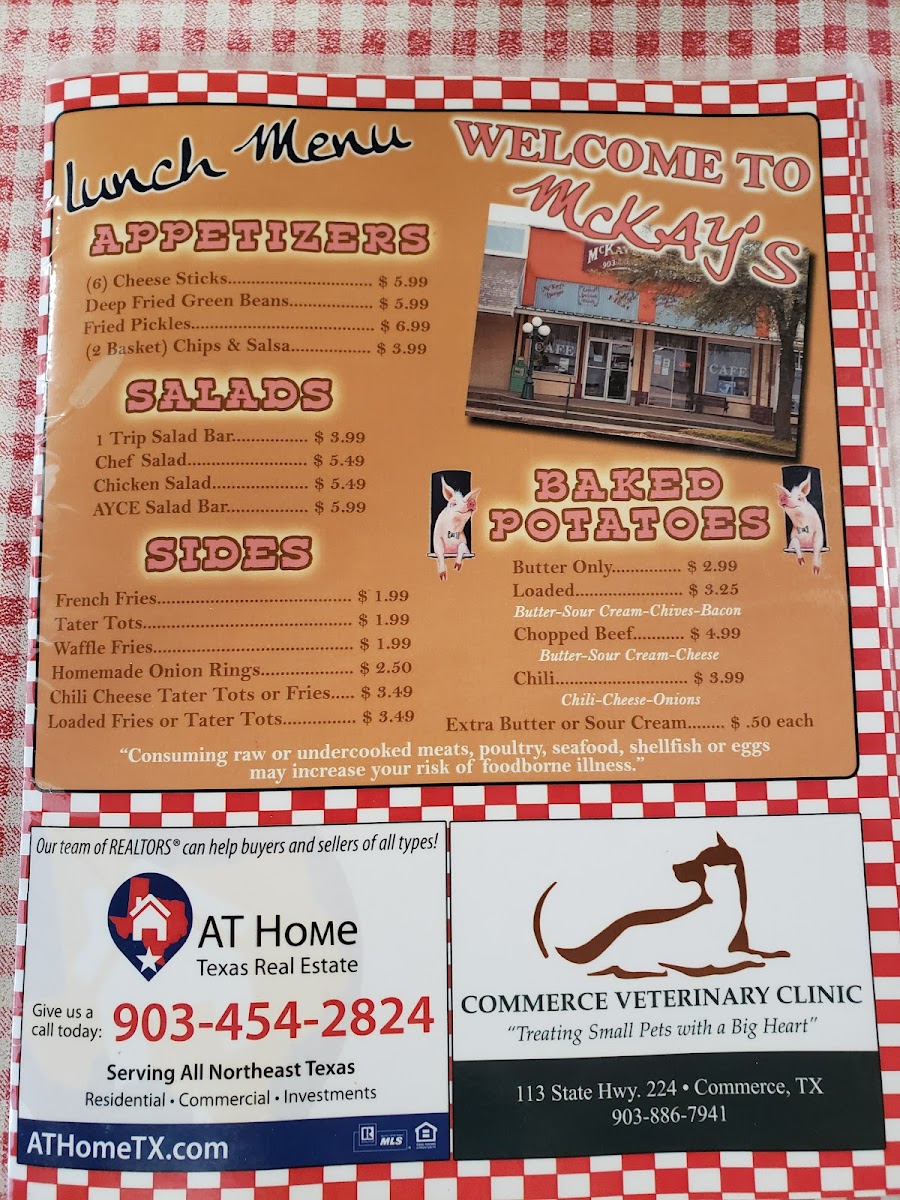 Lunch Menu
APPETIZERS
(6) Cheese Sticks................................ $ 5.99
Deep Fried Green Beans................ $ 5.99
Fried Pickles.................................... $ 6.99
(2 Basket) Chips & Salsa................ $ 3.99
SALADS
1 Trip Salad Bar............... $ 3.99
Chef Salad........................ $ 5.49
Chicken Salad................... $ 5.49
AYCE Salad Bar................ $ 5.99
SIDES
French Fries....................................... $ 1.99
Tater Tots.......................................... $ 1.99
Waffle Fries........................................ $ 1.99
Homemade Onion Rings................... $ 2.50
Chili Cheese Tater Tots or Fries..... $ 3.49
Loaded Fries or Tater Tots............... $ 3.49
WELCOME TO
McKAY'S
CAFE
CAFE
BAKED
POTATOES
Butter Only.............. $ 2.99
Loaded...................... $ 3.25
Butter-Sour Cream-Chives-Bacon
Chopped Beef........... $ 4.99
Butter-Sour Cream-Cheese
Chili........................... $ 3.99
Chili-Cheese-Onions
Extra Butter or Sour Cream........ $ .50 each
“Consuming raw or undercooked meats, poultry, seafood, shellfish or eggs
may increase your risk of foodborne illness.”
Our team of REALTORS® can help buyers and sellers of all types!
AT HOME
Texas Real Estate
Give us a
call today: 903-454-2824
Serving All Northeast Texas
Residential • Commercial • Investments
ATHomeTX.com
MLS
COMMERCE VETERINARY CLINIC
“Treating Small Pets with a Big Heart”
113 State Hwy. 224 • Commerce, TX
903-886-7941